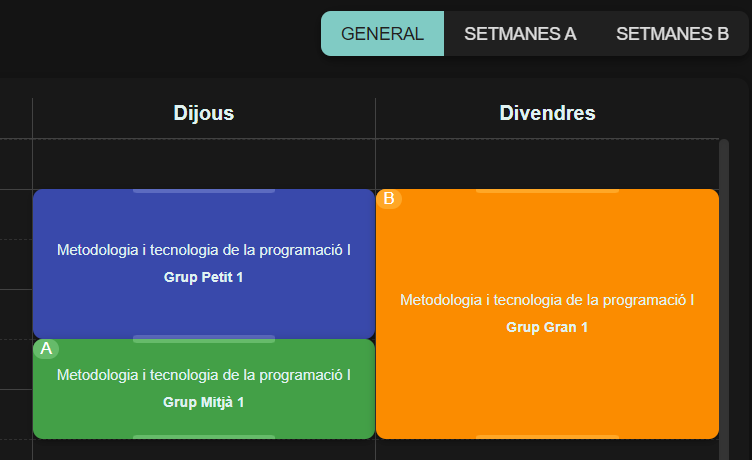 GENERAL
SETMANES A
SETMANES B
Dijous
Divendres
Metodologia i tecnologia de la programació I
Grup Petit 1
A
Metodologia i tecnologia de la programació I
Grup Mitjà 1
B
Metodologia i tecnologia de la programació I
Grup Gran 1